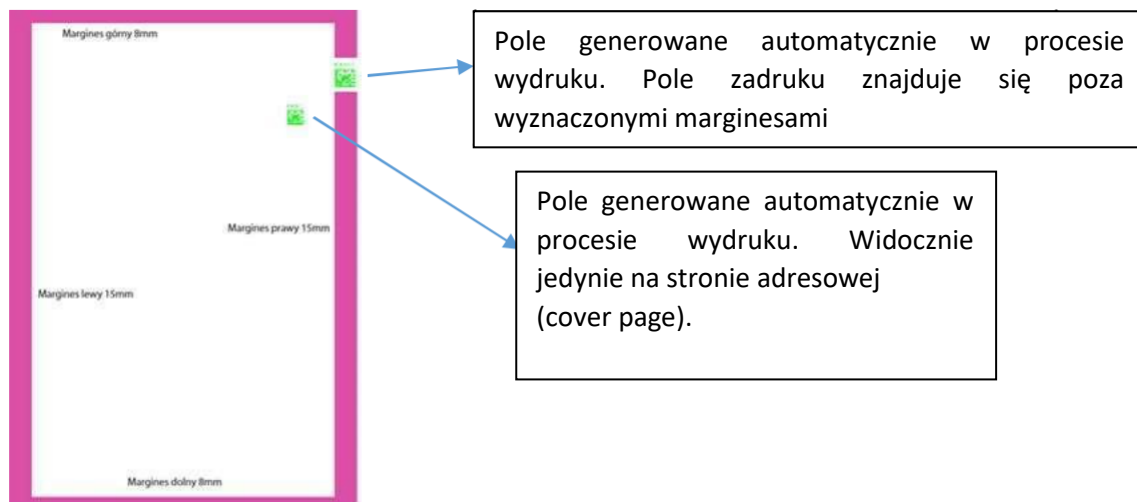 Margines górny 8mm
Pole generowane automatycznie w procesie
wydruku. Pole zadruku znajduje się poza
wyznaczonymi marginesami
Pole generowane automatycznie w
procesie wydruku. Widocznie
jedynie na stronie adresowej
(cover page).
Margines prawy 15mm
Margines lewy 15mm
Margines dolny 8mm